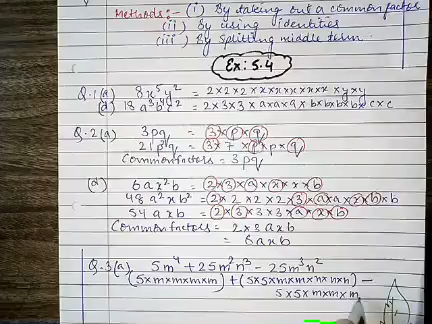 Methods:- (i) By taking out a common factor
(ii) By using identities
(iii) By splitting middle term.
Ex: 5.4
Q.1(a) 8x⁵y² = 2×2×2×x×x×x×x×x×y×y
(d) 18a³b⁴c² = 2×3×3×a×a×a×b×b×b×b×c×c
Q.2(a) 3pq = 3×p×q
21p²q = 3×7×p×p×q
Common factors = 3pq
(d) 6ax²b = 2×3×a×x×x×b
48a²xb² = 2×2×2×2×3×a×a×x×b×b
54axb = 2×3×3×3×a×x×b
Common factors = 2×3axb
= 6axb
Q.3(a) 5m⁴+25m²n³-25m³n²
(5×m×m×m×m)+(5×5×m×m×n×n×n)-
5×5×m×m×m